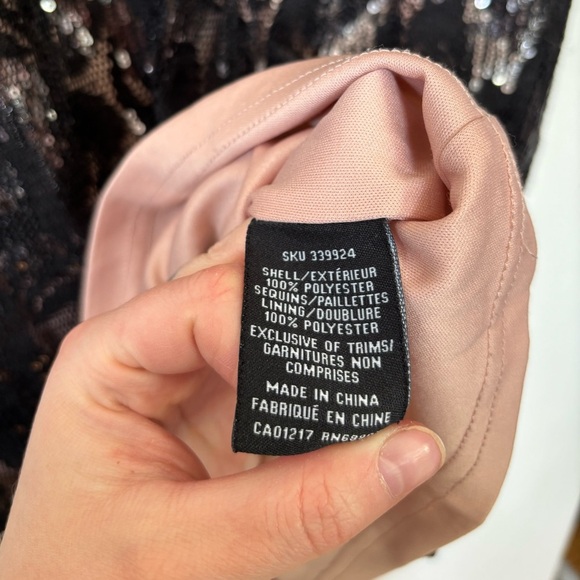 SKU 339924
SHELL/EXTÉRIEUR
100% POLYESTER
SEQUINS/PAILLETTES
LINING/DOUBLURE
100% POLYESTER
EXCLUSIVE OF TRIMS/
GARNITURES NON
COMPRISES
MADE IN CHINA
FABRIQUÉ EN CHINE
CA01217